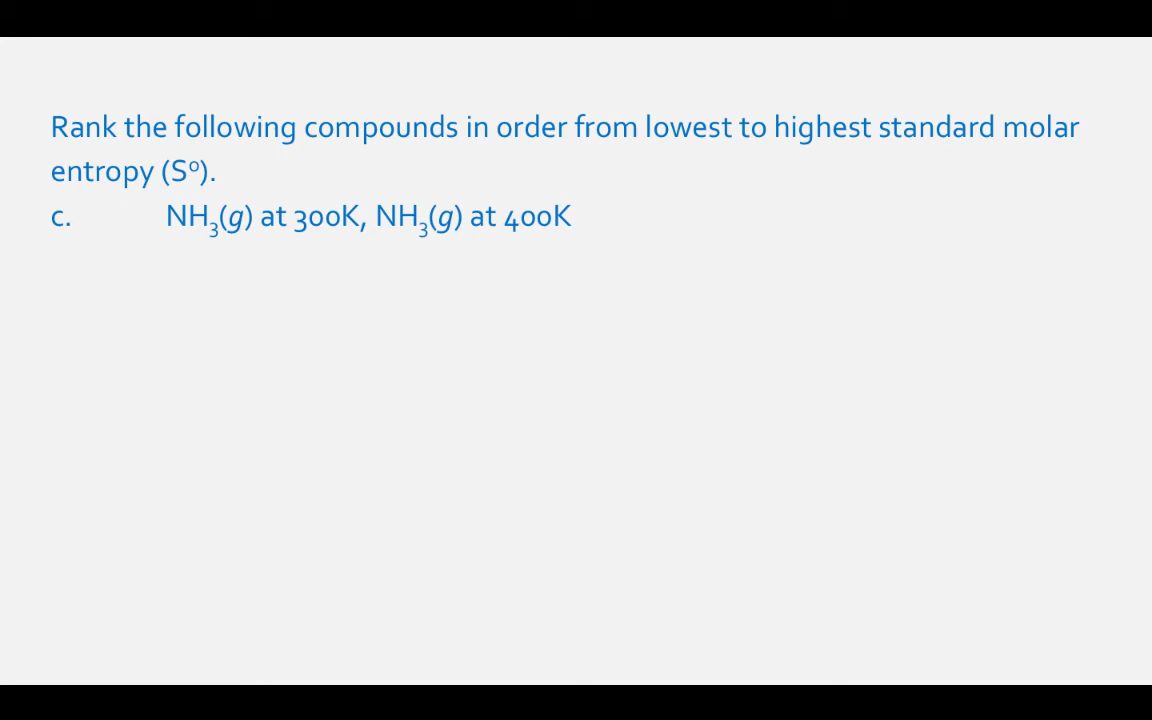 Rank the following compounds in order from lowest to highest standard molar
entropy (S⁰).
c. NH₃(g) at 300K, NH₃(g) at 400K